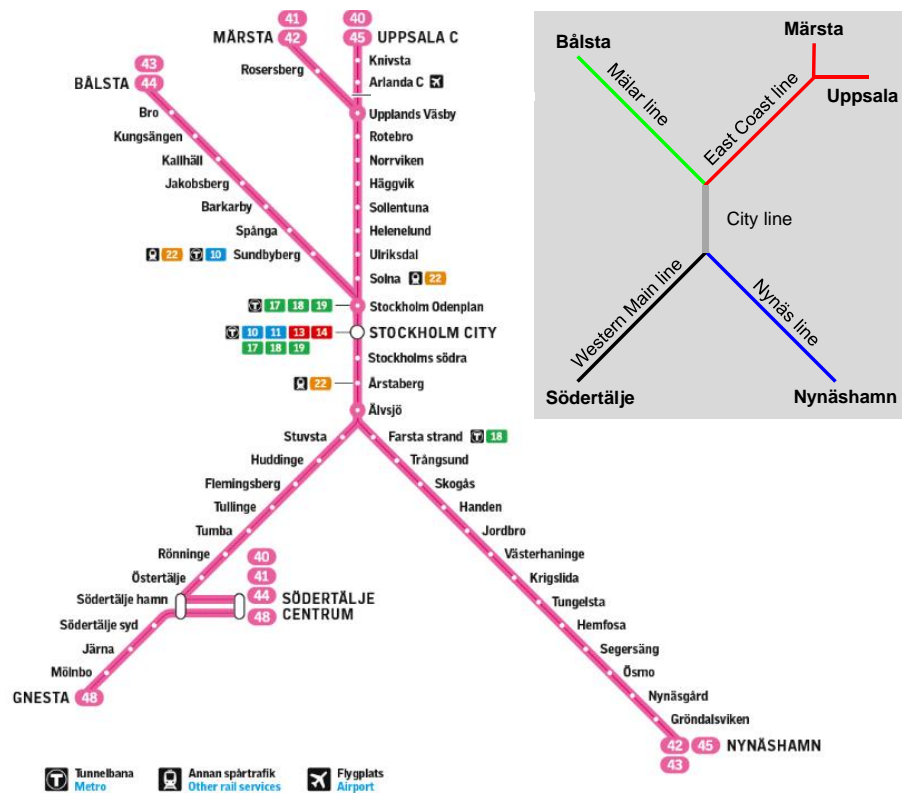 41
42
MÄRSTA
40
45
UPPSALA C
Knivsta
Arlanda C
Rosersberg
43
44
BÅLSTA
Upplands Väsby
Bro
Rotebro
Kungsängen
Norrviken
Kallhäll
Häggvik
Jakobsberg
Sollentuna
Barkarby
Helenelund
Spånga
Ulriksdal
22 T 10 Sundbyberg
Solna 22
T 17 18 19
Stockholm Odenplan
T 10 11 13 14
17 18 19
STOCKHOLM CITY
Stockholms södra
22
Årstaberg
Älvsjö
Stuvsta
Farsta strand T 18
Huddinge
Trångsund
Flemingsberg
Skogås
Tullinge
Handen
Tumba
Jordbro
Rönninge
Västerhaninge
Östertälje
Krigslida
Södertälje hamn
40
41
44
48
SÖDERTÄLJE
CENTRUM
Tungelsta
Södertälje syd
Hemfosa
Järna
Segersäng
Mölnbo
Ösmo
GNESTA 48
Nynäsgård
Gröndalsviken
42 45 NYNÄSHAMN
43
T Tunnelbana
Metro
Annan spårtrafik
Other rail services
Flygplats
Airport
Bålsta
Märsta
Uppsala
Mälar line
East Coast line
City line
Western Main line
Nynäs line
Södertälje
Nynäshamn